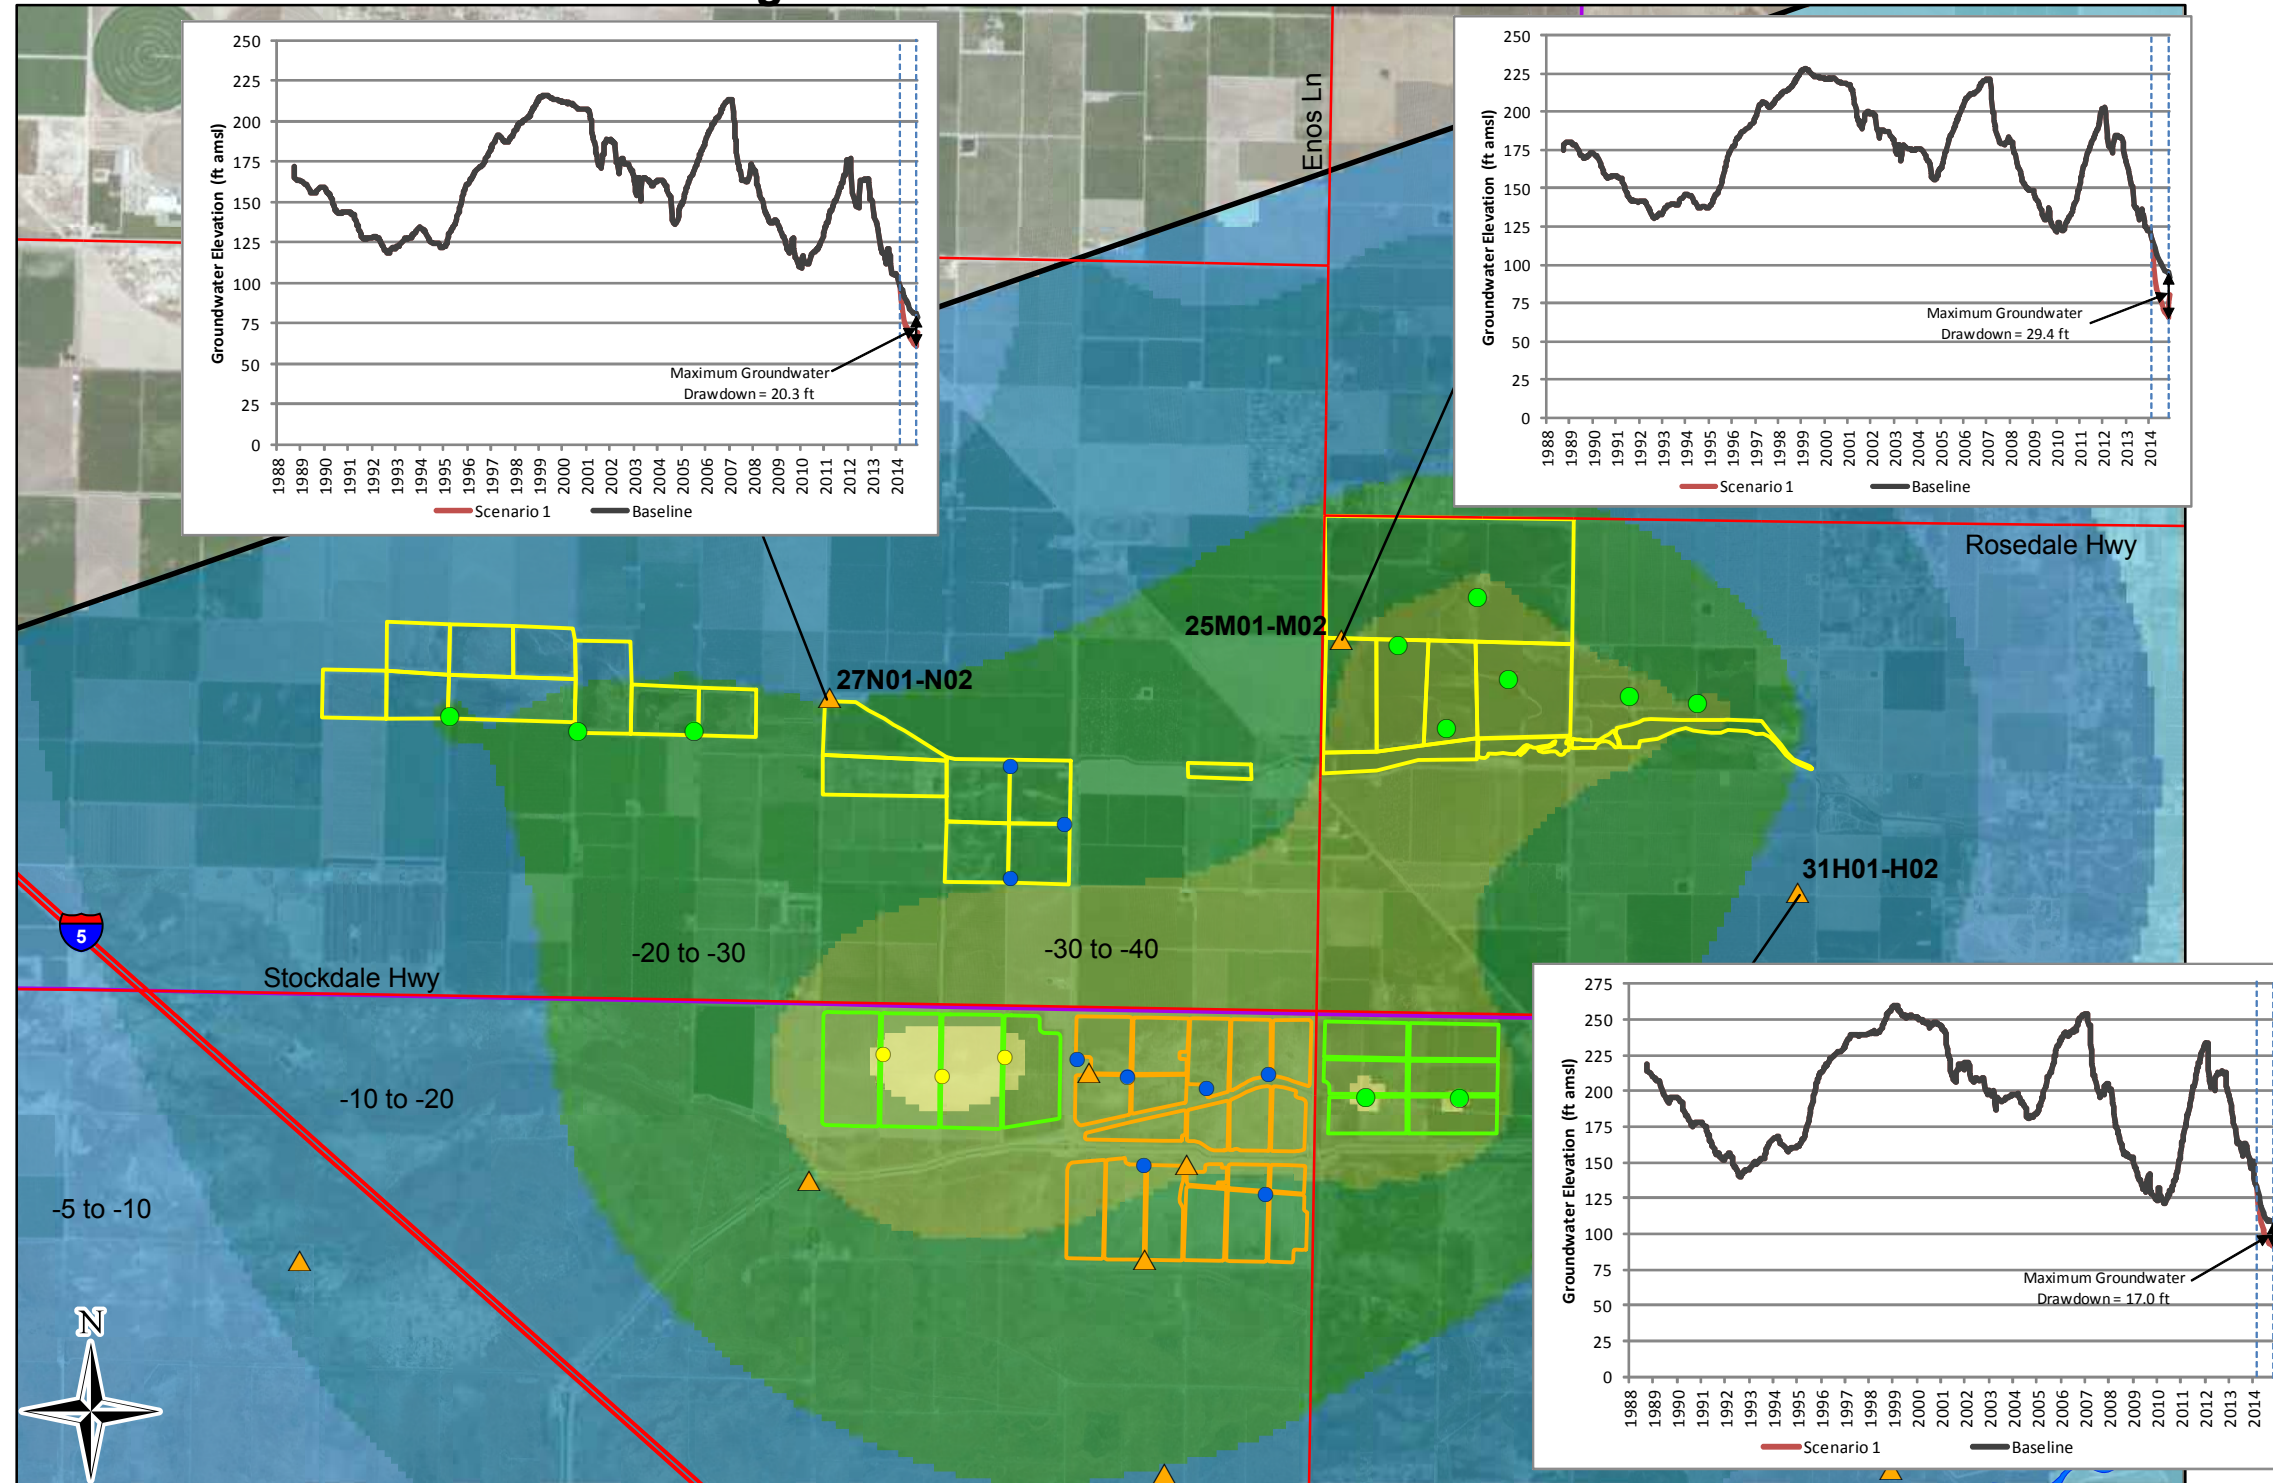 250
225
200
175
150
125
100
75
50
25
0
Groundwater Elevation (ft amsl)
Maximum Groundwater
Drawdown = 20.3 ft
1988 1989 1990 1991 1992 1993 1994 1995 1996 1997 1998 1999 2000 2001 2002 2003 2004 2005 2006 2007 2008 2009 2010 2011 2012 2013 2014
Scenario 1 Baseline
Enos Ln
250
225
200
175
150
125
100
75
50
25
0
Groundwater Elevation (ft amsl)
Maximum Groundwater
Drawdown = 29.4 ft
1988 1989 1990 1991 1992 1993 1994 1995 1996 1997 1998 1999 2000 2001 2002 2003 2004 2005 2006 2007 2008 2009 2010 2011 2012 2013 2014
Scenario 1 Baseline
Rosedale Hwy
25M01-M02
27N01-N02
31H01-H02
5
-20 to -30
-30 to -40
Stockdale Hwy
-10 to -20
-5 to -10
N
275
250
225
200
175
150
125
100
75
50
25
0
Groundwater Elevation (ft amsl)
Maximum Groundwater
Drawdown = 17.0 ft
1988 1989 1990 1991 1992 1993 1994 1995 1996 1997 1998 1999 2000 2001 2002 2003 2004 2005 2006 2007 2008 2009 2010 2011 2012 2013 2014
Scenario 1 Baseline